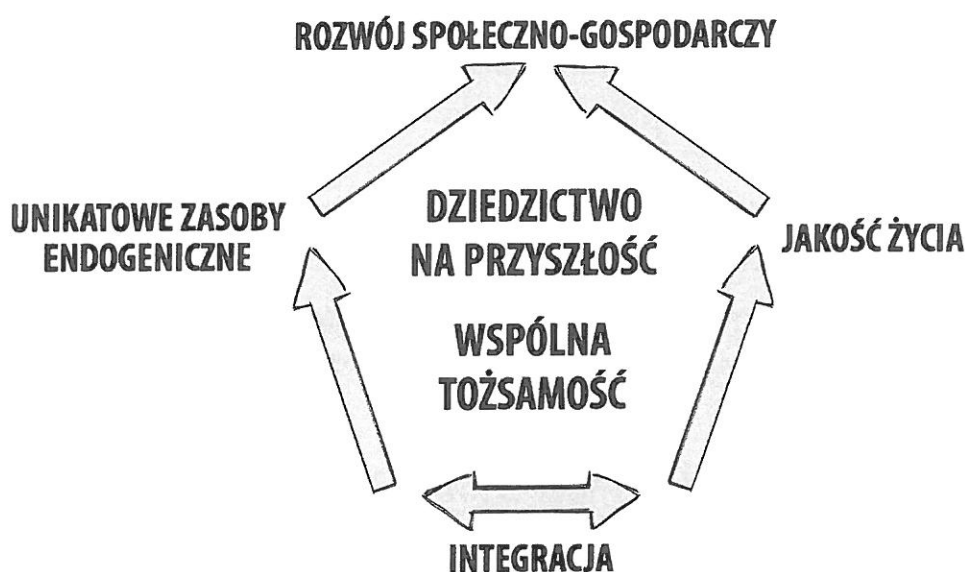 ROZWÓJ SPOŁECZNO-GOSPODARCZY
UNIKATOWE ZASOBY
ENDOGENICZNE
DZIEDZICTWO
NA PRZYSZŁOŚĆ
JAKOŚĆ ŻYCIA
WSPÓLNA
TOŻSAMOŚĆ
INTEGRACJA